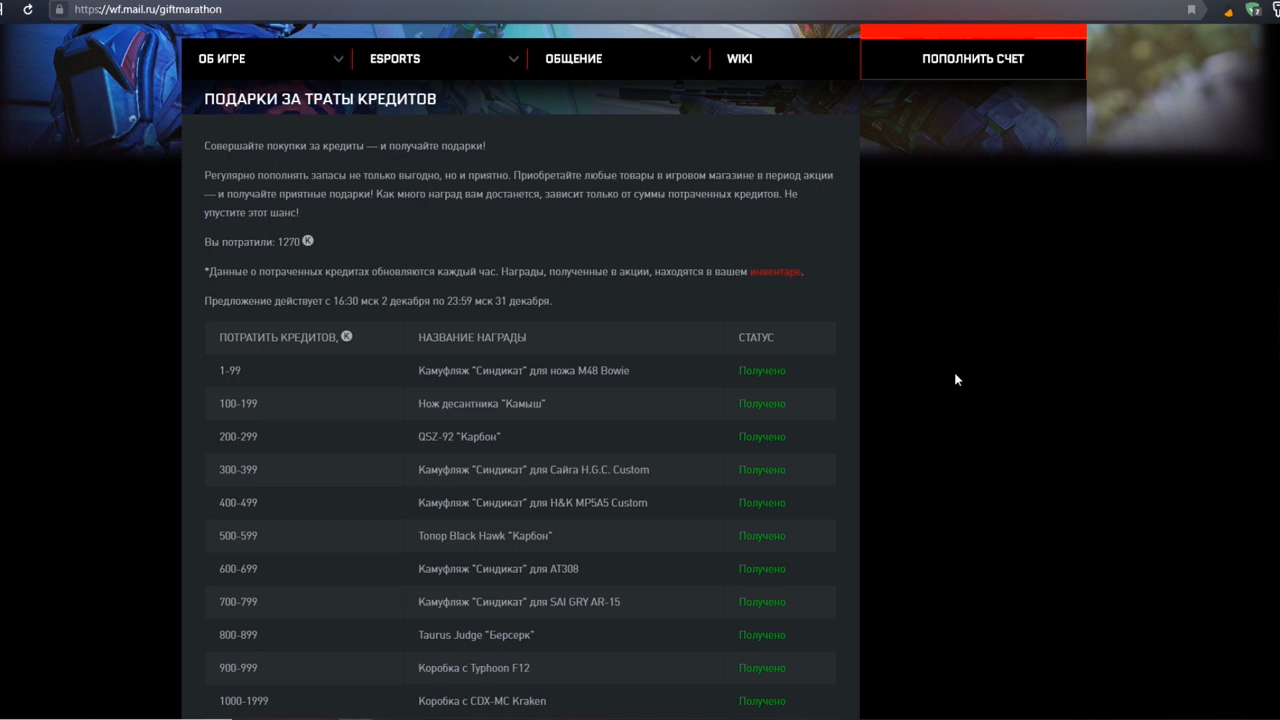 https://wf.mail.ru/giftmarathon
7
ОБ ИГРЕ
ESPORTS
ОБЩЕНИЕ
WIKI
ПОПОЛНИТЬ СЧЕТ
ПОДАРКИ ЗА ТРАТЫ КРЕДИТОВ
Совершайте покупки за кредиты — и получайте подарки!
Регулярно пополнять запасы не только выгодно, но и приятно. Приобретайте любые товары в игровом магазине в период акции
— и получайте приятные подарки! Как много наград вам достанется, зависит только от суммы потраченных кредитов. Не
упустите этот шанс!
Вы потратили: 1270 K
*Данные о потраченных кредитах обновляются каждый час. Награды, полученные в акции, находятся в вашем инвентаре.
Предложение действует с 16:30 мск 2 декабря по 23:59 мск 31 декабря.
ПОТРАТИТЬ КРЕДИТОВ, K НАЗВАНИЕ НАГРАДЫ СТАТУС
1-99 Камуфляж "Синдикат" для ножа M48 Bowie Получено
100-199 Нож десантника "Камыш" Получено
200-299 QSZ-92 "Карбон" Получено
300-399 Камуфляж "Синдикат" для Сайга H.G.C. Custom Получено
400-499 Камуфляж "Синдикат" для H&K MP5A5 Custom Получено
500-599 Топор Black Hawk "Карбон" Получено
600-699 Камуфляж "Синдикат" для AT308 Получено
700-799 Камуфляж "Синдикат" для SAI GRY AR-15 Получено
800-899 Taurus Judge "Берсерк" Получено
900-999 Коробка с Typhoon F12 Получено
1000-1999 Коробка с CDX-MC Kraken Получено